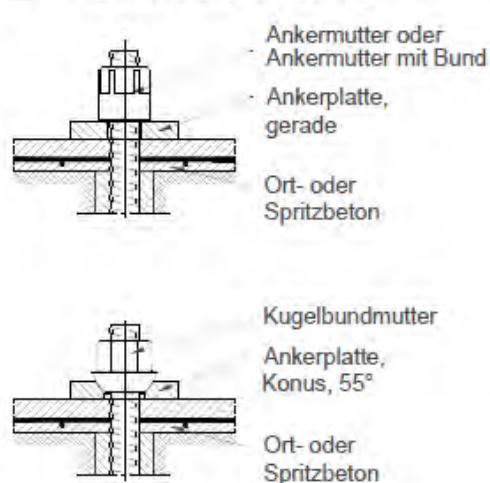 Ankermutter oder
Ankermutter mit Bund
Ankerplatte,
gerade
Ort- oder
Spritzbeton
Kugelbundmutter
Ankerplatte,
Konus, 55°
Ort- oder
Spritzbeton